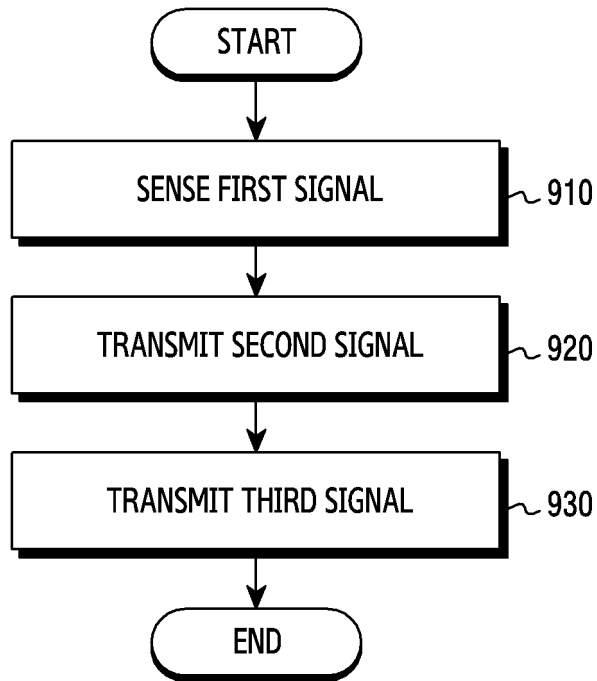 START
SENSE FIRST SIGNAL
910
TRANSMIT SECOND SIGNAL
920
TRANSMIT THIRD SIGNAL
930
END